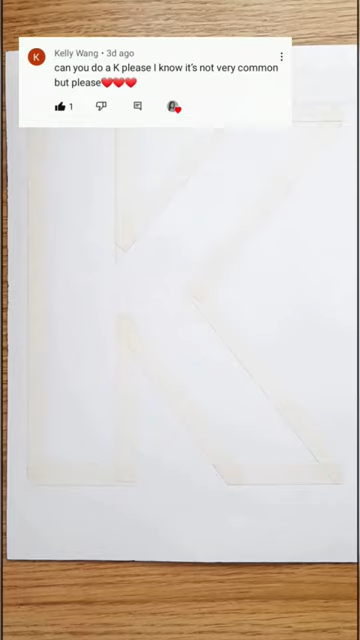 K
Kelly Wang • 3d ago
can you do a K please I know it's not very common
but please❤️❤️❤️
1
K